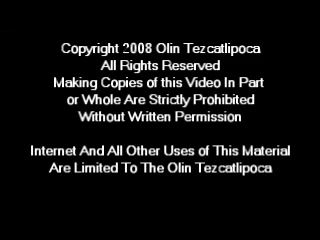 Copyright 2008 Olin Tezcatlipoca
All Rights Reserved
Making Copies of this Video In Part
or Whole Are Strictly Prohibited
Without Written Permission
Internet And All Other Uses of This Material
Are Limited To The Olin Tezcatlipoca